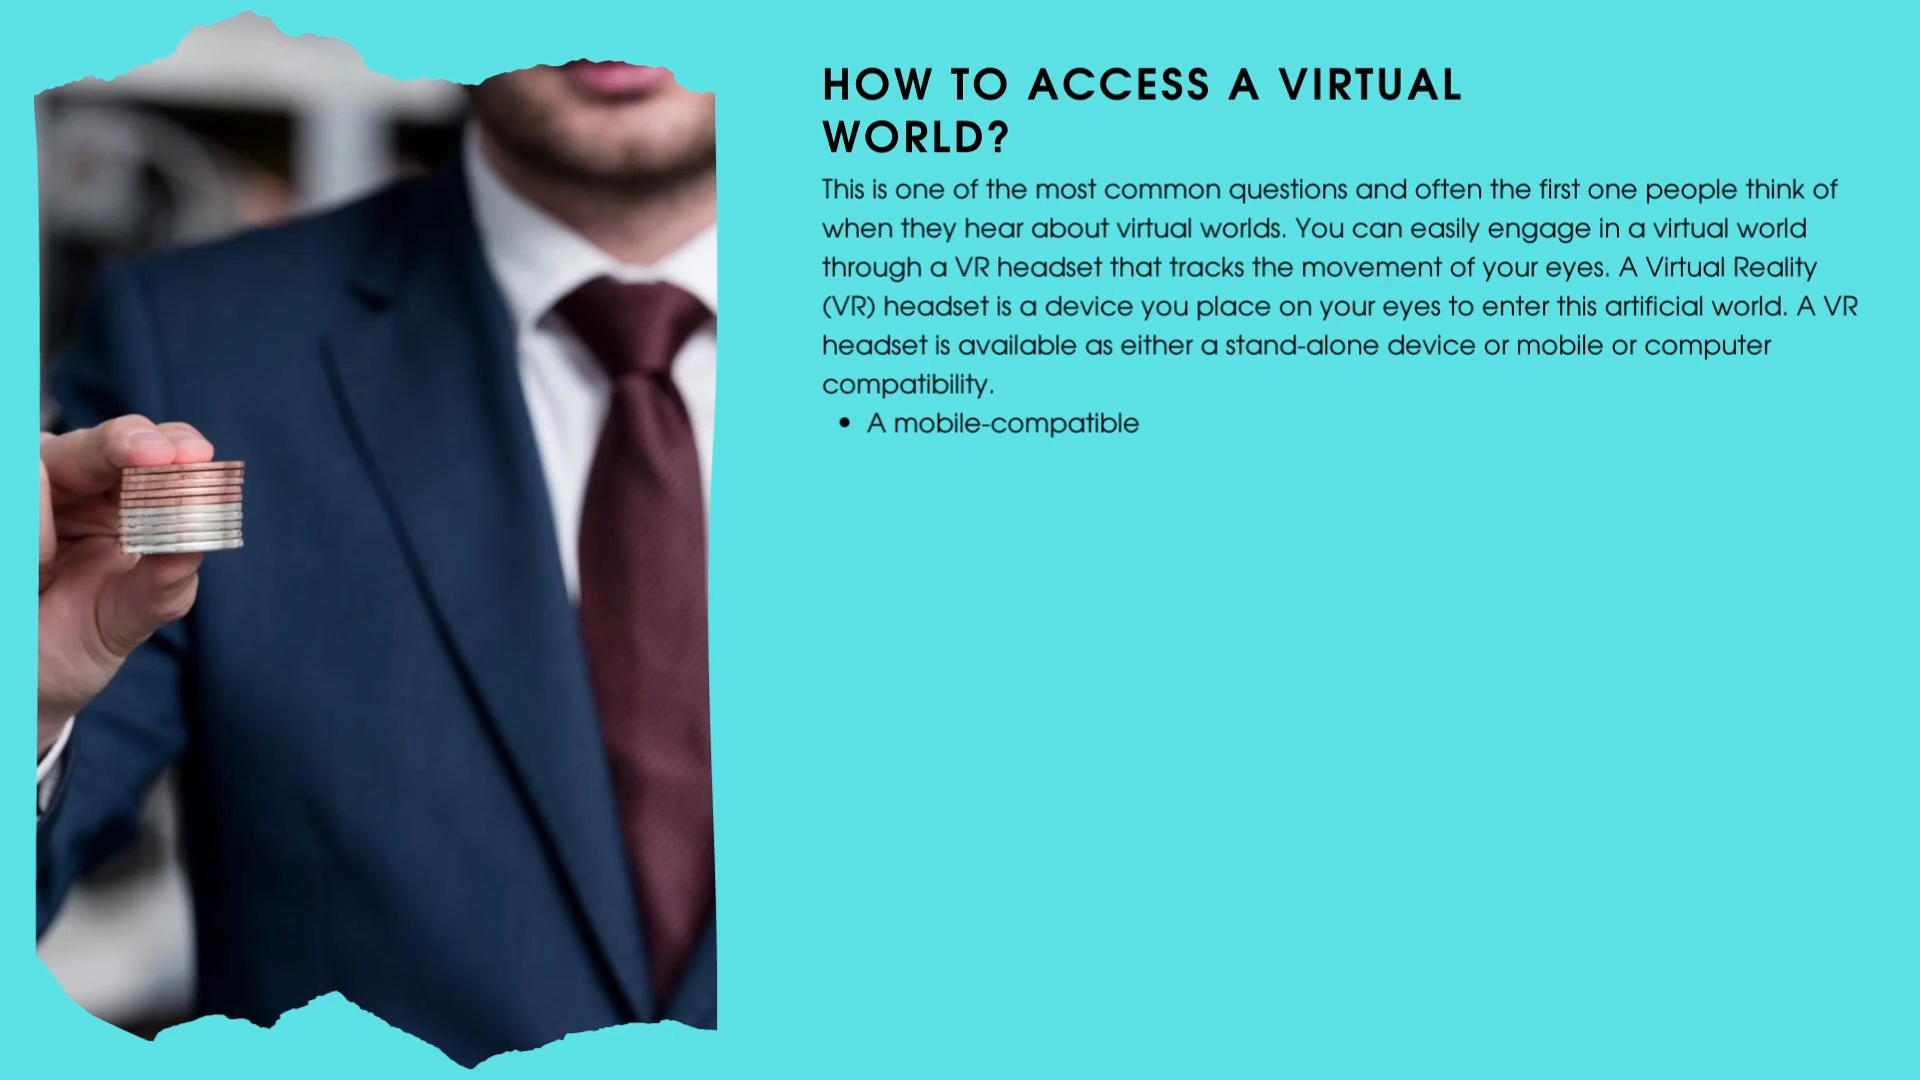 HOW TO ACCESS A VIRTUAL
WORLD?
This is one of the most common questions and often the first one people think of
when they hear about virtual worlds. You can easily engage in a virtual world
through a VR headset that tracks the movement of your eyes. A Virtual Reality
(VR) headset is a device you place on your eyes to enter this artificial world. A VR
headset is available as either a stand-alone device or mobile or computer
compatibility.
• A mobile-compatible